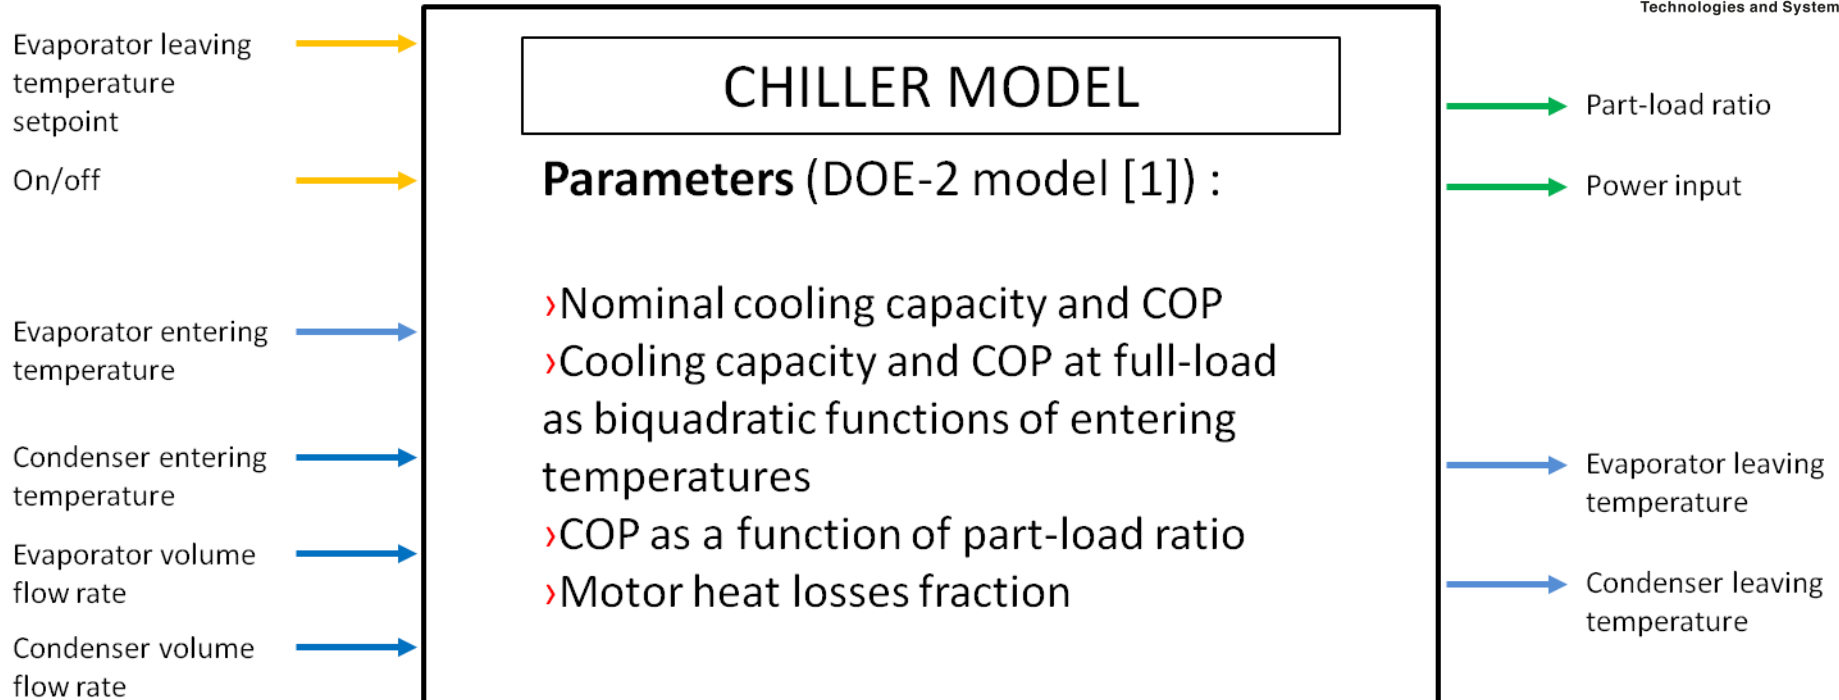 Technologies and System
Evaporator leaving
temperature
setpoint
On/off
Evaporator entering
temperature
Condenser entering
temperature
Evaporator volume
flow rate
Condenser volume
flow rate
CHILLER MODEL
Parameters (DOE-2 model [1]) :
›Nominal cooling capacity and COP
›Cooling capacity and COP at full-load
as biquadratic functions of entering
temperatures
›COP as a function of part-load ratio
›Motor heat losses fraction
Part-load ratio
Power input
Evaporator leaving
temperature
Condenser leaving
temperature